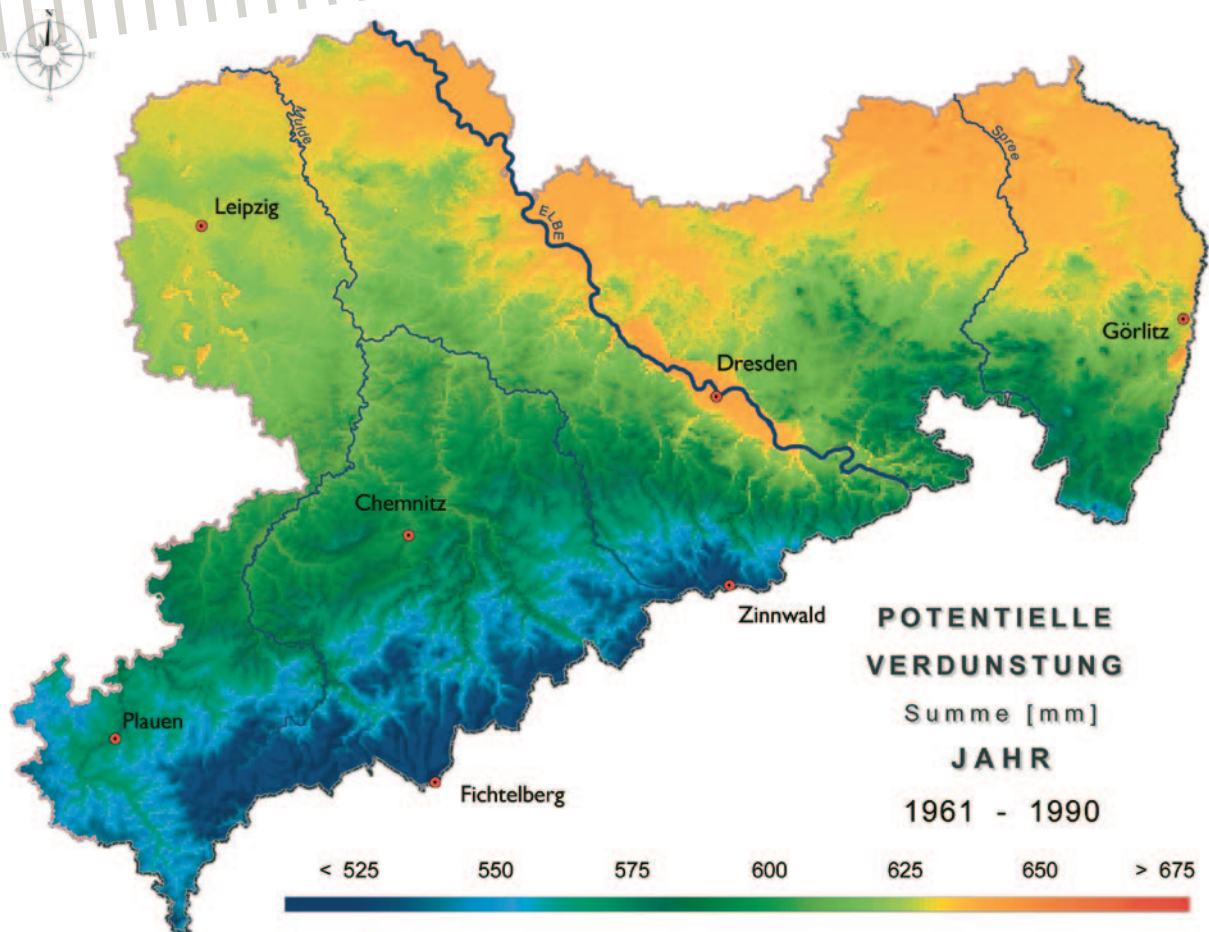 N
W
E
S
Mulde
ELBE
Spree
Leipzig
Görlitz
Dresden
Chemnitz
Zinnwald
Plauen
Fichtelberg
POTENTIELLE
VERDUNSTUNG
Summe [mm]
JAHR
1961 - 1990
< 525 550 575 600 625 650 > 675